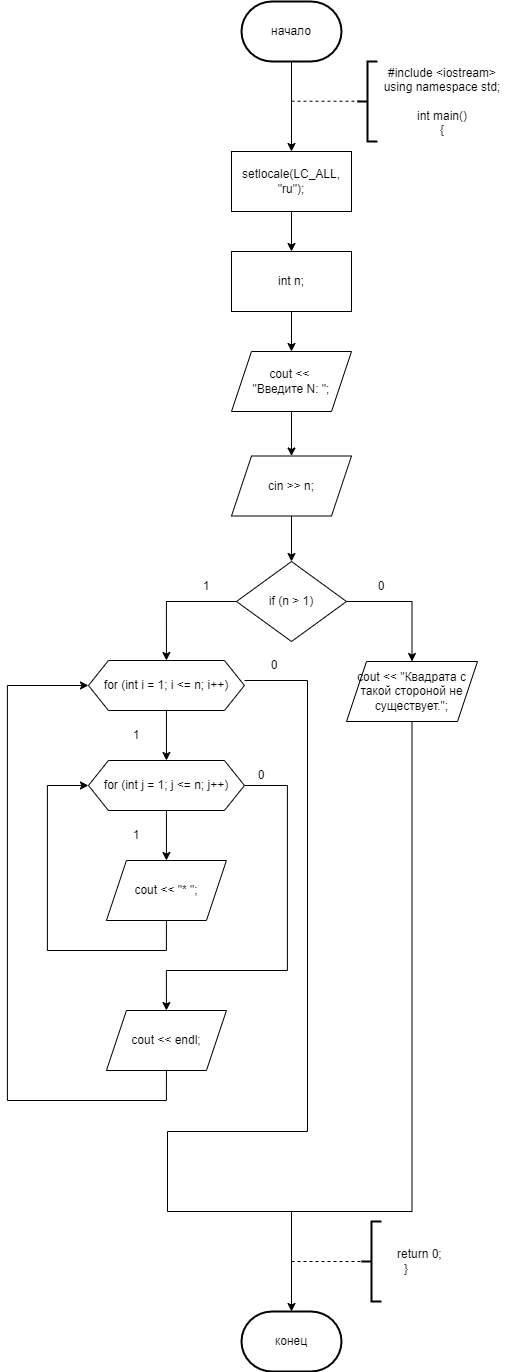 начало
#include <iostream>
using namespace std;
int main()
{
setlocale(LC_ALL,
"ru");
int n;
cout <<
"Введите N: ";
cin >> n;
if (n > 1)
1
0
for (int i = 1; i <= n; i++)
0
cout << "Квадрата с
такой стороной не
существует.";
1
for (int j = 1; j <= n; j++)
0
1
cout << "* ";
cout << endl;
return 0;
}
конец